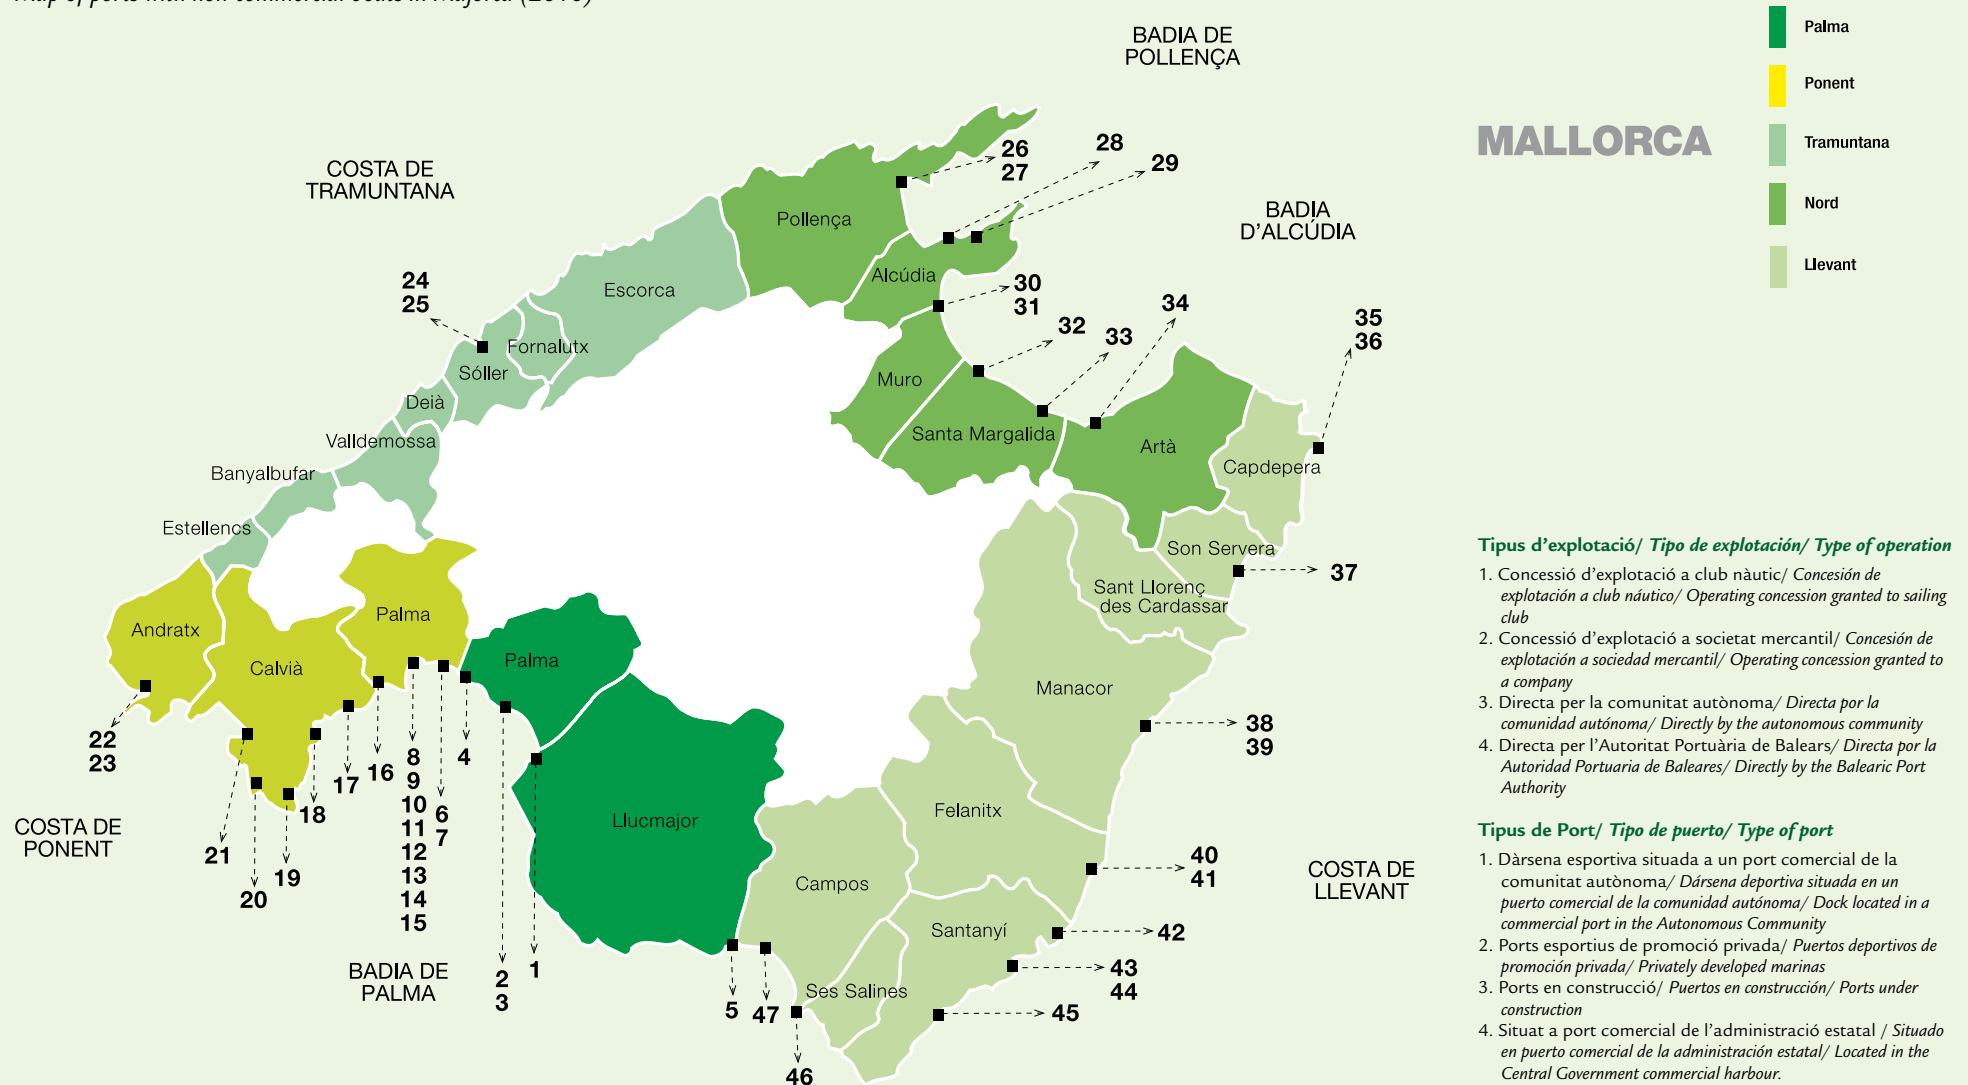 Map of ports with non-commercial boats in Majorca (2010)
BADIA DE
POLLENÇA
COSTA DE
TRAMUNTANA
BADIA
D'ALCÚDIA
MALLORCA
Palma
Ponent
Tramuntana
Nord
Llevant
26
27
28
29
Pollença
Alcúdia
30
31
24
25
Escorca
Fornalutx
Sóller
Deià
Valldemossa
Banyalbufar
Estellencs
32
33
34
35
36
Muro
Santa Margalida
Artà
Capdepera
Son Servera
37
Sant Llorenç
des Cardassar
Andratx
Calvià
Palma
Palma
Manacor
38
39
22
23
21
20
19
18
17
16
8
9
10
11
12
13
14
15
6
7
4
2
3
1
COSTA DE
PONENT
BADIA DE
PALMA
Llucmajor
Felanitx
Campos
40
41
COSTA DE
LLEVANT
Santanyí
42
43
44
Ses Salines
45
5
47
46
Tipus d'explotació/ Tipo de explotación/ Type of operation
1. Concessió d'explotació a club nàutic/ Concesión de
explotación a club náutico/ Operating concession granted to sailing
club
2. Concessió d'explotació a societat mercantil/ Concesión de
explotación a sociedad mercantil/ Operating concession granted to
a company
3. Directa per la comunitat autònoma/ Directa por la
comunidad autónoma/ Directly by the autonomous community
4. Directa per l'Autoritat Portuària de Balears/ Directa por la
Autoridad Portuaria de Baleares/ Directly by the Balearic Port
Authority
Tipus de Port/ Tipo de puerto/ Type of port
1. Dàrsena esportiva situada a un port comercial de la
comunitat autònoma/ Dársena deportiva situada en un
puerto comercial de la comunidad autónoma/ Dock located in a
commercial port in the Autonomous Community
2. Ports esportius de promoció privada/ Puertos deportivos de
promoción privada/ Privately developed marinas
3. Ports en construcció/ Puertos en construcción/ Ports under
construction
4. Situat a port comercial de l'administració estatal / Situado
en puerto comercial de la administración estatal/ Located in the
Central Government commercial harbour.